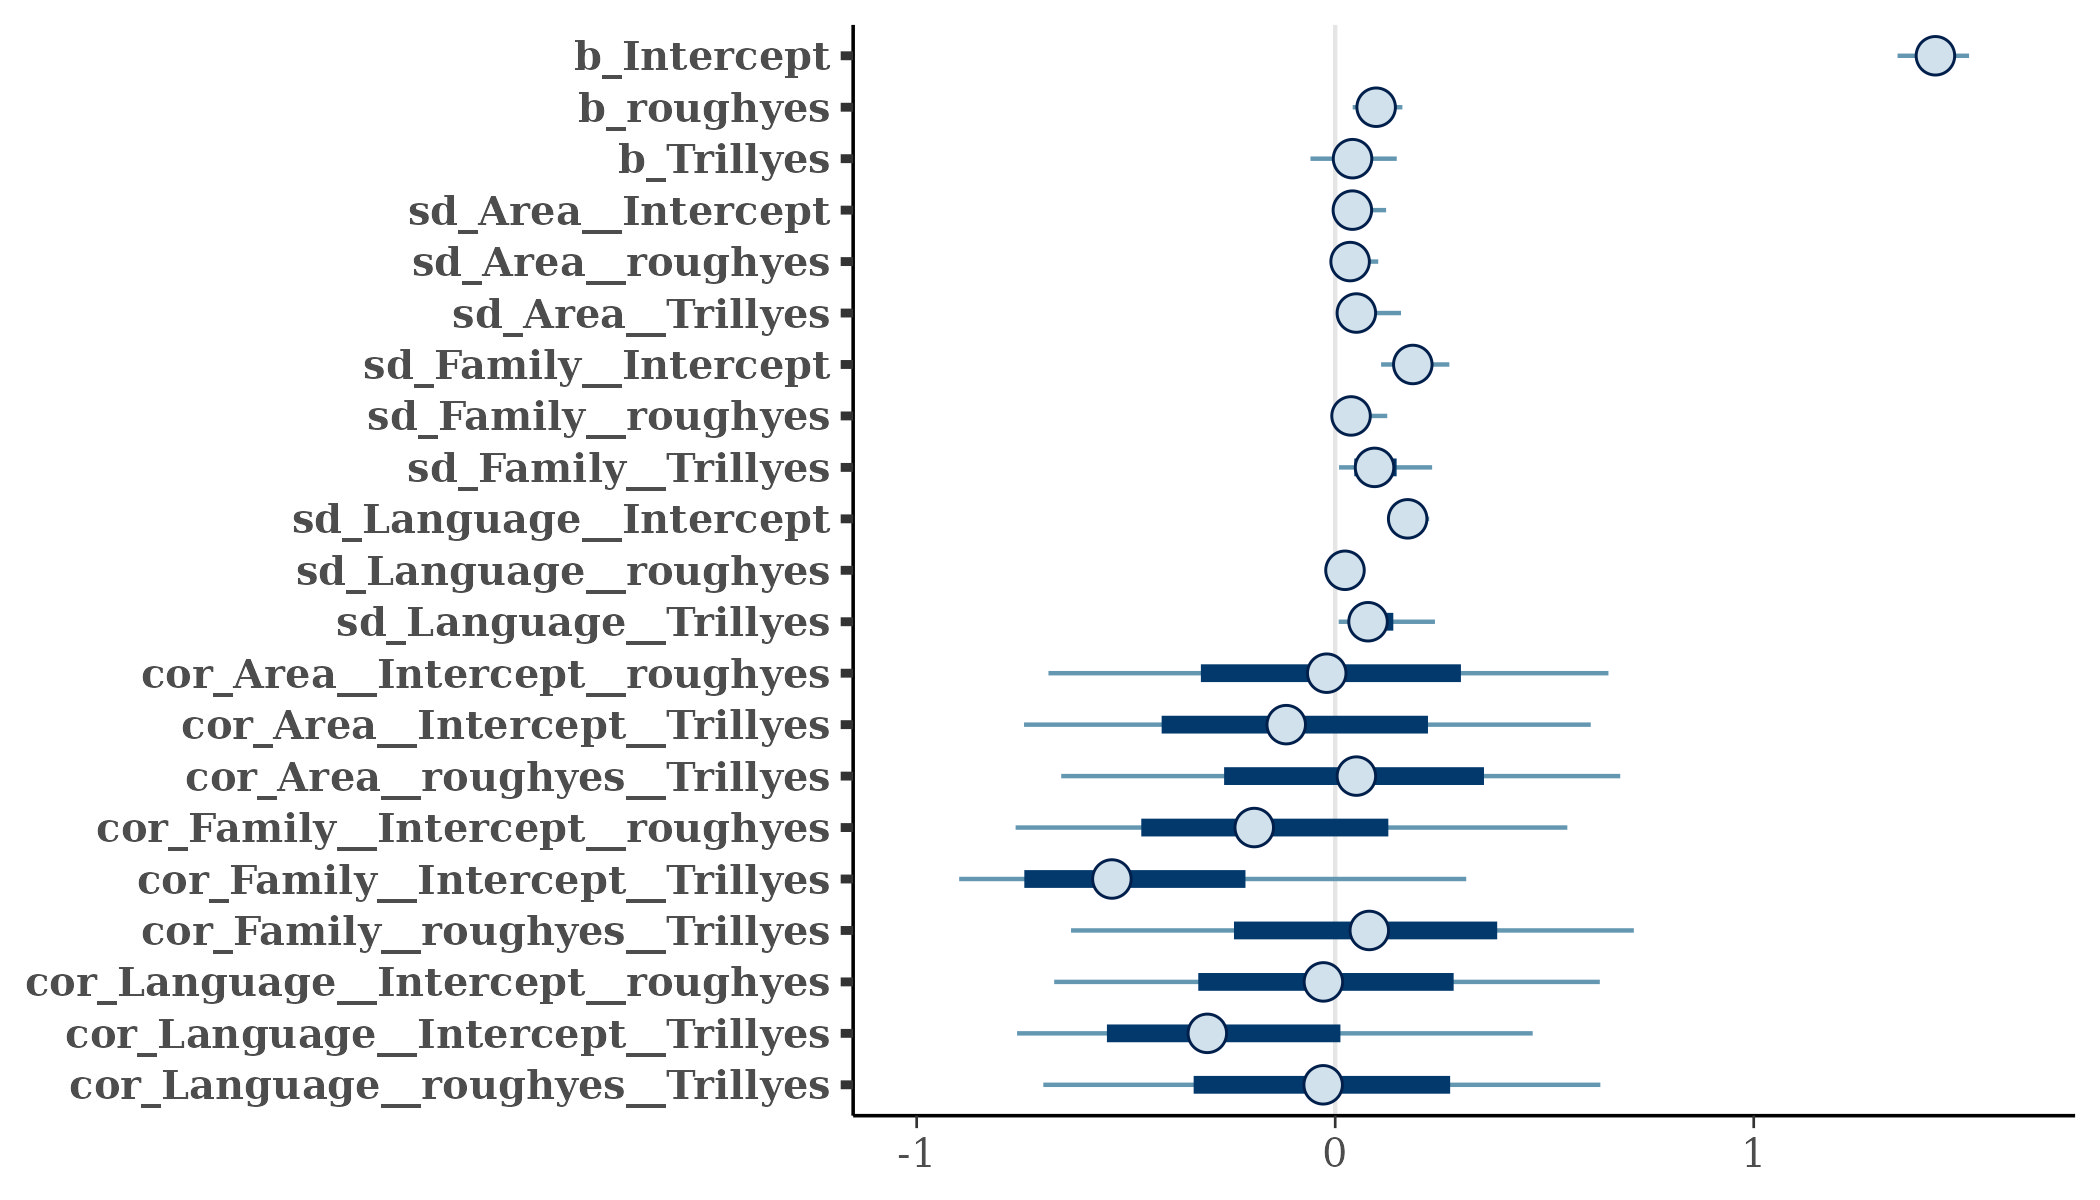 b_Intercept
b_roughyes
b_Trillyes
sd_Area__Intercept
sd_Area__roughyes
sd_Area__Trillyes
sd_Family__Intercept
sd_Family__roughyes
sd_Family__Trillyes
sd_Language__Intercept
sd_Language__roughyes
sd_Language__Trillyes
cor_Area__Intercept__roughyes
cor_Area__Intercept__Trillyes
cor_Area__roughyes__Trillyes
cor_Family__Intercept__roughyes
cor_Family__Intercept__Trillyes
cor_Family__roughyes__Trillyes
cor_Language__Intercept__roughyes
cor_Language__Intercept__Trillyes
cor_Language__roughyes__Trillyes
-1 0 1